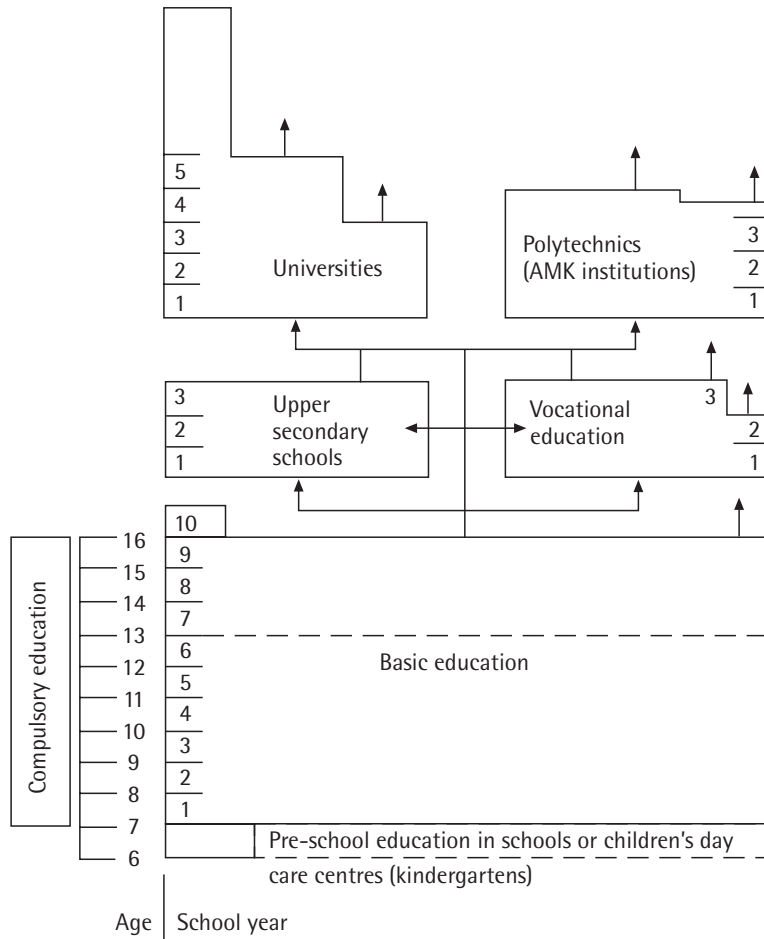 5
4
3
2
1
Universities
Polytechnics
(AMK institutions)
3
2
1
3
2
1
Upper
secondary
schools
Vocational
education
3
2
1
Compulsory education
16
15
14
13
12
11
10
9
8
7
6
10
9
8
7
6
5
4
3
2
1
Basic education
Pre-school education in schools or children's day
care centres (kindergartens)
Age
School year